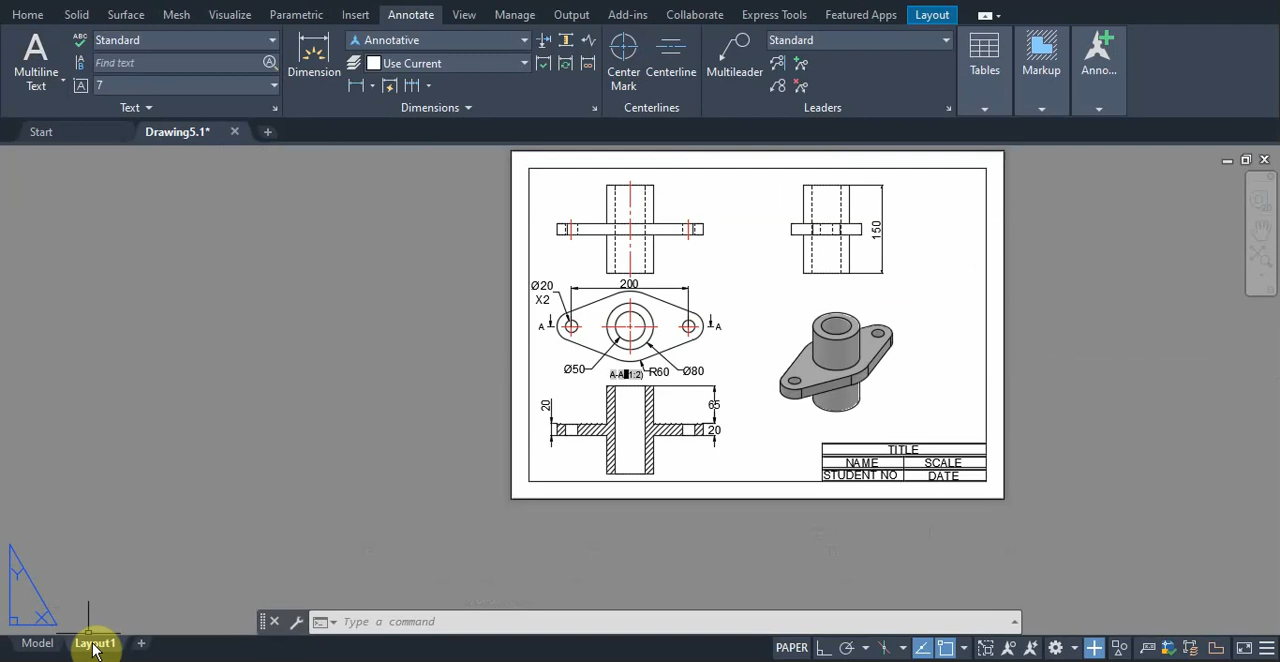 Home Solid Surface Mesh Visualize Parametric Insert Annotate View Manage Output Add-ins Collaborate Express Tools Featured Apps Layout
ABC Standard
Annotative
Standard
Find text
Use Current
Multiline Text
Dimension
Center Mark
Centerline
Multileader
Tables
Markup
Anno...
7
Text
Dimensions
Centerlines
Leaders
Start
Drawing5.1*
150
Ø20
X2
200
A
A
Ø50
R60
Ø80
A-A 1:2)
20
65
20
TITLE
NAME SCALE
STUDENT NO DATE
Y
X
Type a command
Model Layout1
PAPER